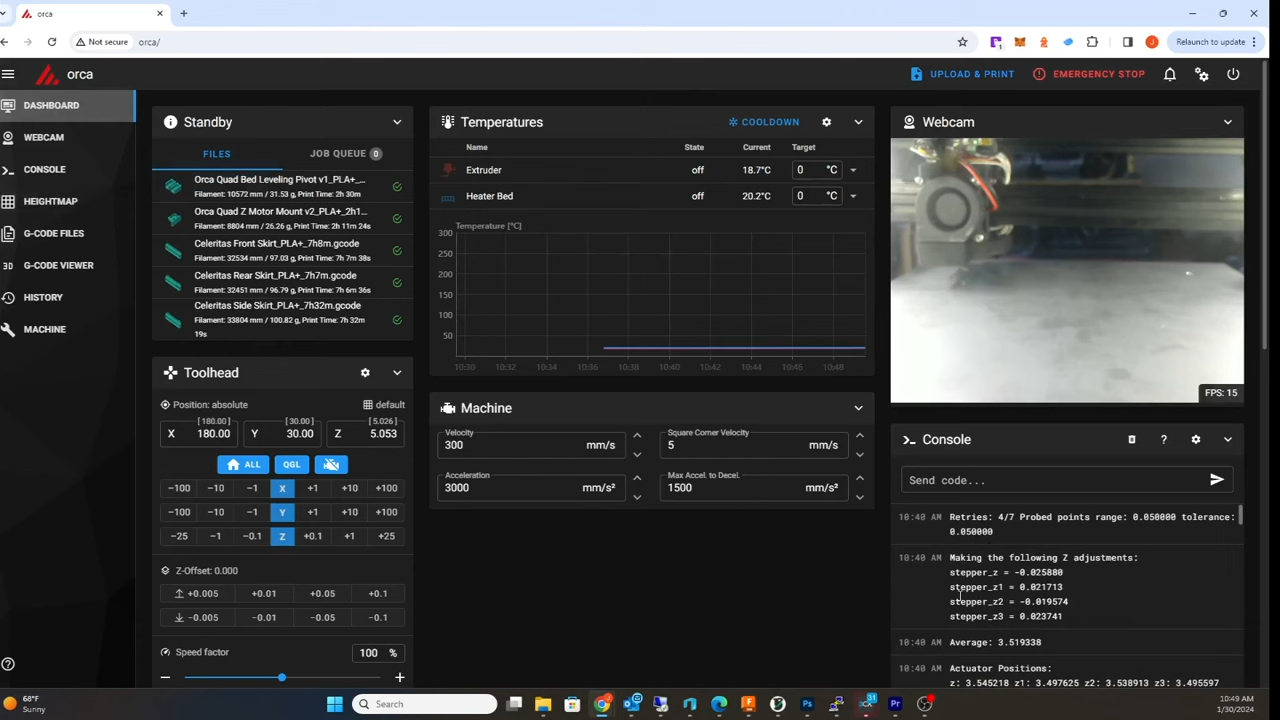 orca
Not secure
orca/
Relaunch to update
orca
UPLOAD & PRINT
EMERGENCY STOP
DASHBOARD
WEBCAM
CONSOLE
HEIGHTMAP
G-CODE FILES
3D
G-CODE VIEWER
HISTORY
MACHINE
Standby
FILES
JOB QUEUE 0
Orca Quad Bed Leveling Pivot v1_PLA+_...
Filament: 10572 mm / 31.53 g, Print Time: 2h 30m
Orca Quad Z Motor Mount v2_PLA+_2h1...
Filament: 8804 mm / 26.26 g, Print Time: 2h 11m 24s
Celeritas Front Skirt_PLA+_7h8m.gcode
Filament: 32534 mm / 97.03 g, Print Time: 7h 7m 38s
Celeritas Rear Skirt_PLA+_7h7m.gcode
Filament: 32451 mm / 96.79 g, Print Time: 7h 6m 36s
Celeritas Side Skirt_PLA+_7h32m.gcode
Filament: 33804 mm / 100.82 g, Print Time: 7h 32m
19s
Toolhead
Position: absolute
default
[ 180.00]
[ 30.00]
[ 5.026]
X 180.00
Y 30.00
Z 5.053
ALL
QGL
−100 −10 −1 X +1 +10 +100
−100 −10 −1 Y +1 +10 +100
−25 −1 −0.1 Z +0.1 +1 +25
Z-Offset: 0.000
+0.005 +0.01 +0.05 +0.1
−0.005 −0.01 −0.05 −0.1
Speed factor
100 %
− +
Temperatures
COOLDOWN
Name State Current Target
Extruder off 18.7°C 0 °C
Heater Bed off 20.2°C 0 °C
Temperature [°C]
300
250
200
150
100
50
10:30 10:32 10:34 10:36 10:38 10:40 10:42 10:44 10:46 10:48
Machine
Velocity
300 mm/s
Square Corner Velocity
5 mm/s
Acceleration
3000 mm/s²
Max Accel. to Decel.
1500 mm/s²
Webcam
FPS: 15
Console
Send code...
10:40 AM Retries: 4/7 Probed points range: 0.050000 tolerance:
0.050000
10:40 AM Making the following Z adjustments:
stepper_z = -0.025880
stepper_z1 = 0.021713
stepper_z2 = -0.019574
stepper_z3 = 0.023741
10:40 AM Average: 3.519338
10:40 AM Actuator Positions:
z: 3.545218 z1: 3.497625 z2: 3.538913 z3: 3.495597
68°F
Sunny
Search
31
10:49 AM
1/30/2024